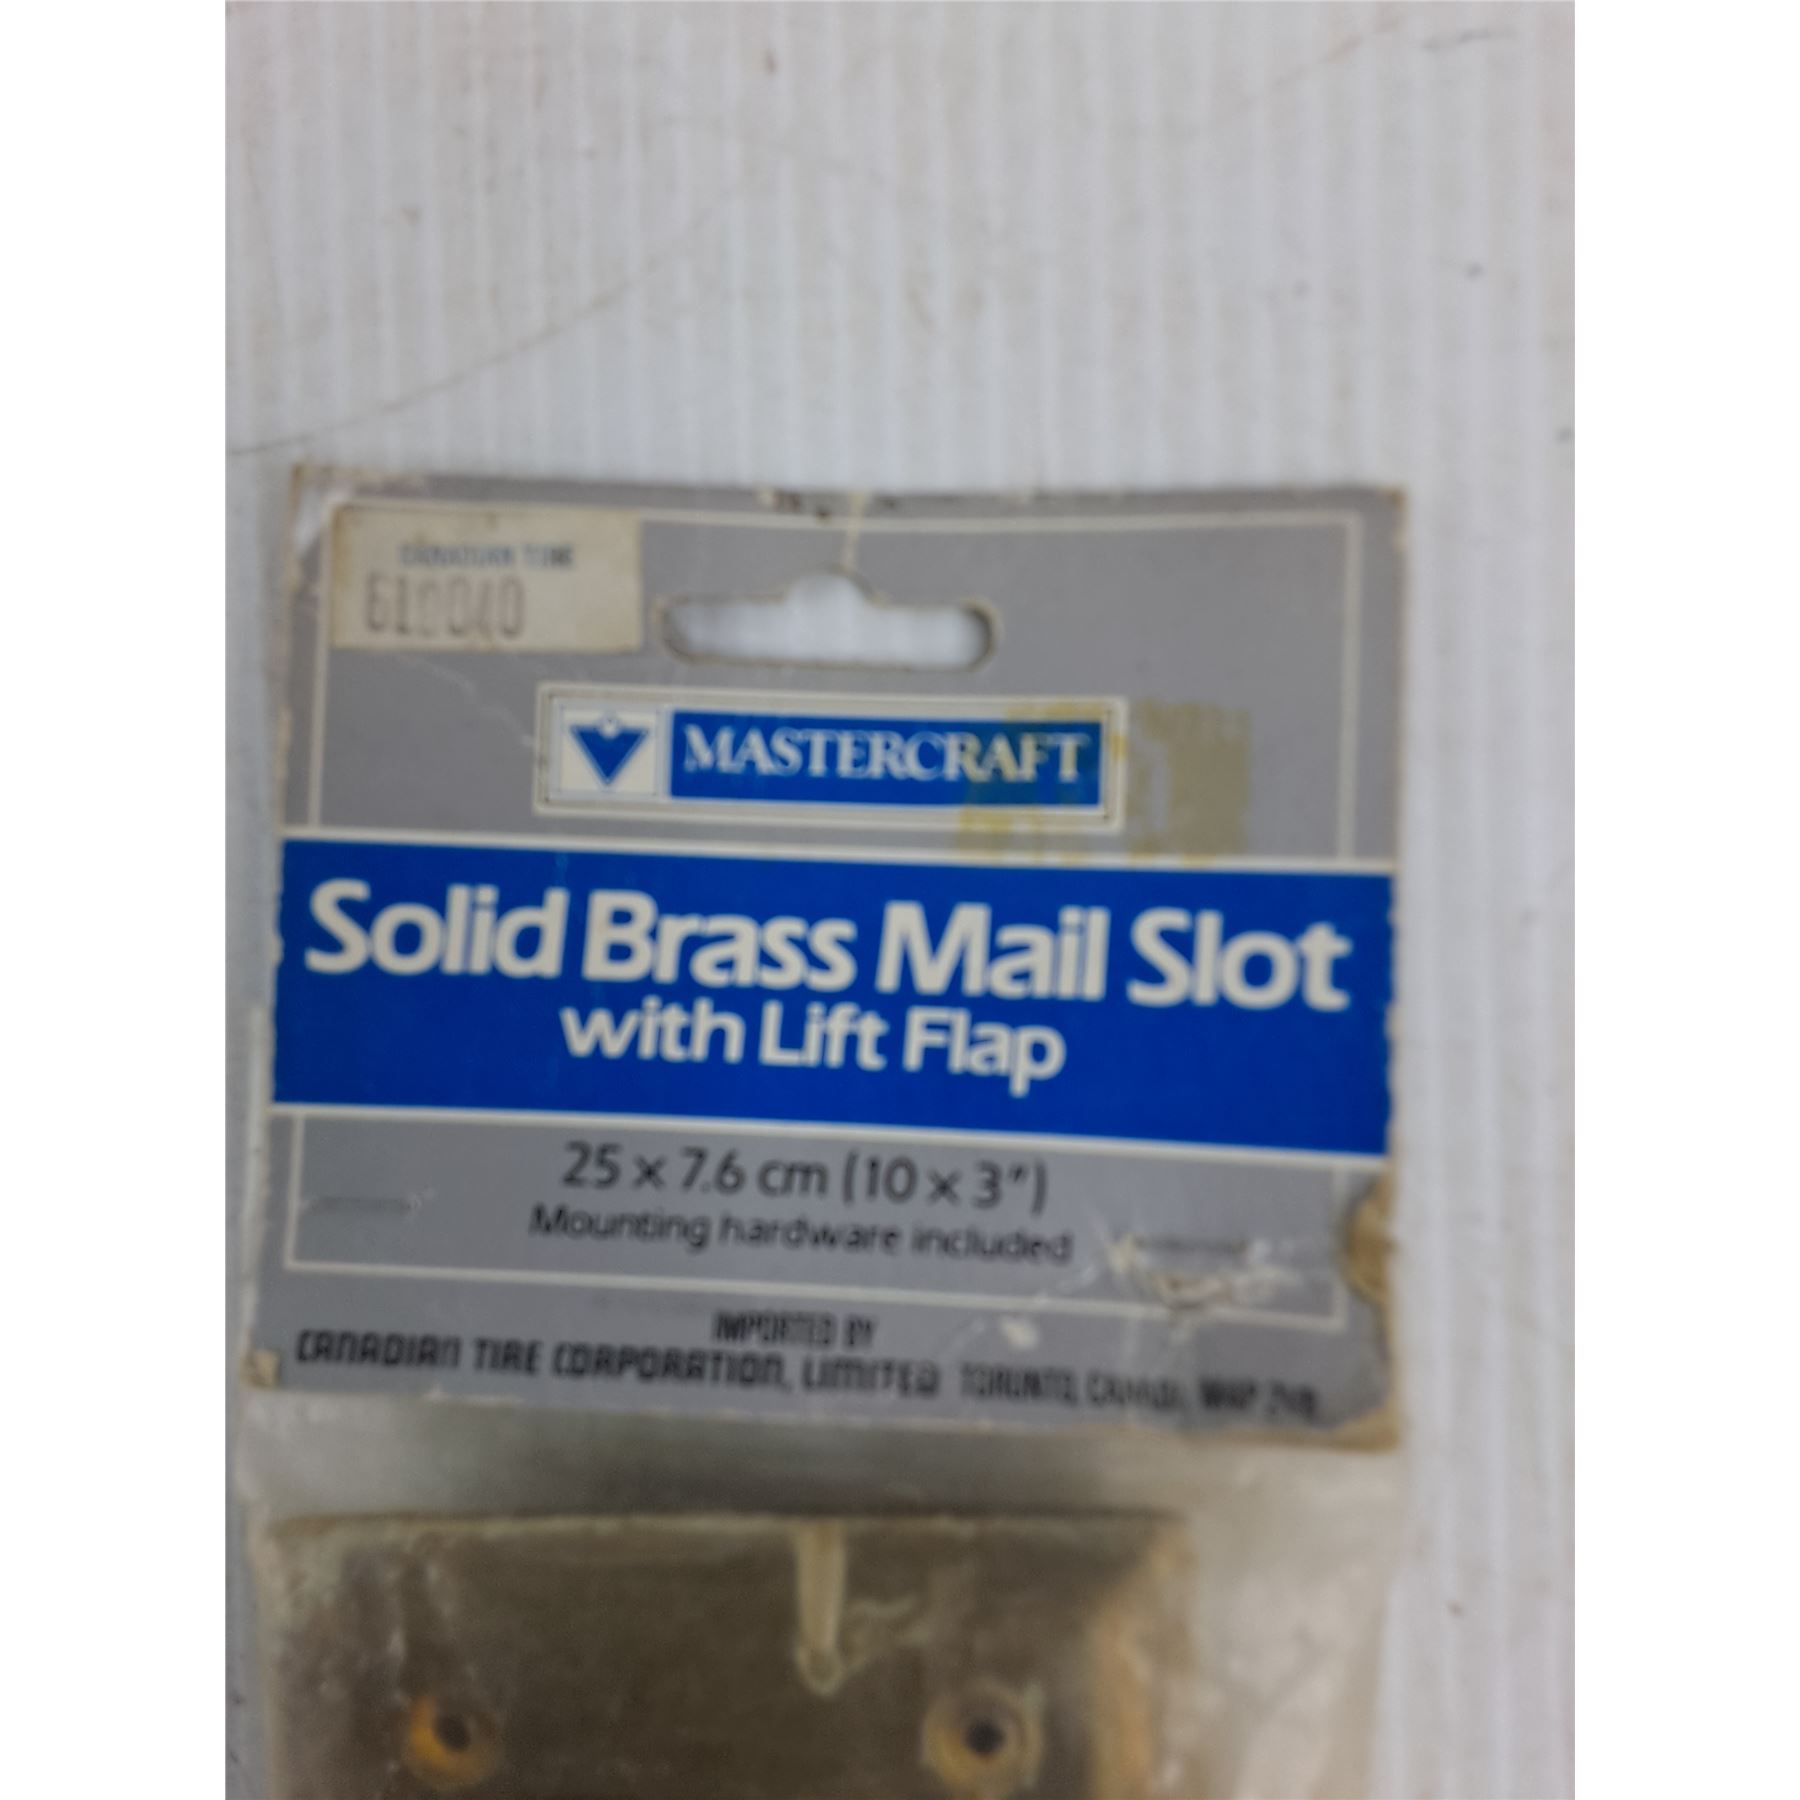 CANADIAN TIRE
MASTERCRAFT
Solid Brass Mail Slot
with Lift Flap
25 x 7.6 cm (10 x 3")
Mounting hardware included
IMPORTED BY
CANADIAN TIRE CORPORATION, LIMITED TORONTO, CANADA,